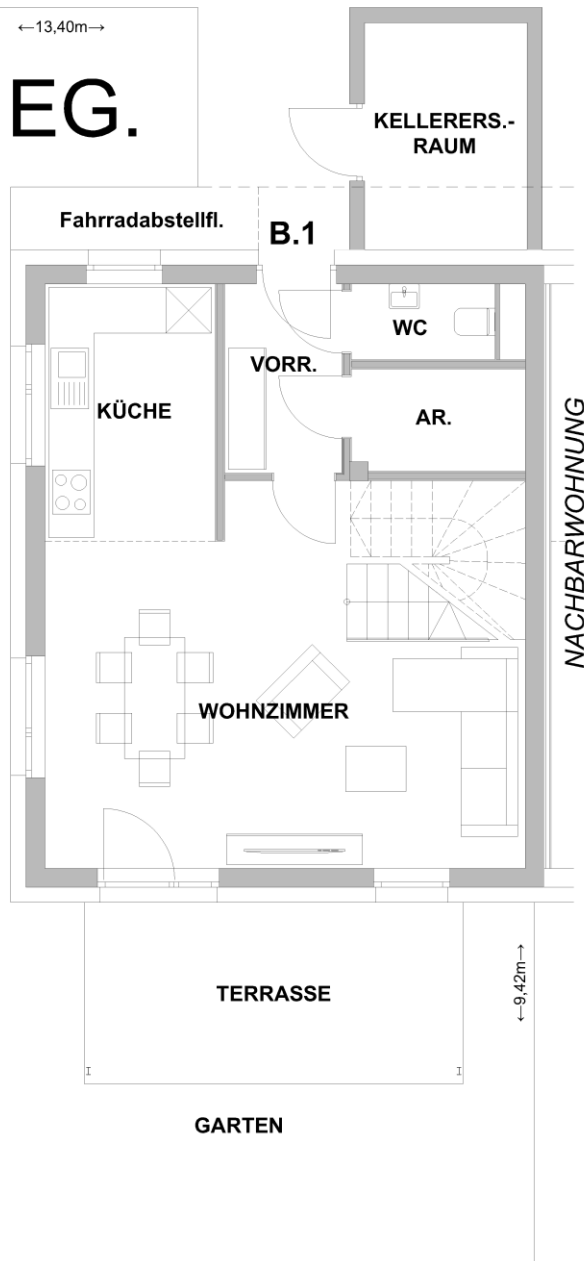 ←13,40m→
EG.
KELLERERS.-
RAUM
Fahrradabstellfl.
B.1
WC
VORR.
KÜCHE
AR.
NACHBARWOHNUNG
WOHNZIMMER
TERRASSE
←9,42m→
GARTEN